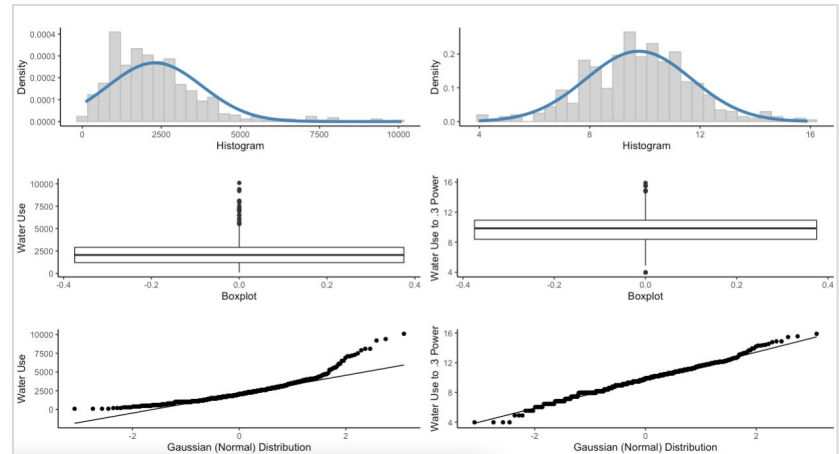 Density
0.0004
0.0003
0.0002
0.0001
0.0000
0 2500 5000 7500 10000
Histogram
Density
0.2
0.1
0.0
4 8 12 16
Histogram
Water Use
10000
7500
5000
2500
0
-0.4 -0.2 0.0 0.2 0.4
Boxplot
Water Use to .3 Power
16
12
8
4
-0.4 -0.2 0.0 0.2 0.4
Boxplot
Water Use
10000
7500
5000
2500
0
-2 0 2
Gaussian (Normal) Distribution
Water Use to .3 Power
16
12
8
4
-2 0 2
Gaussian (Normal) Distribution